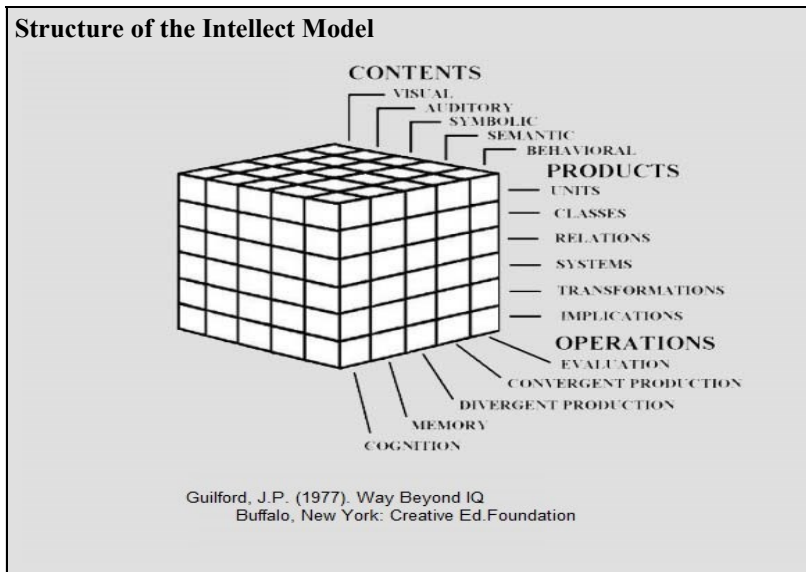 Structure of the Intellect Model
CONTENTS
VISUAL
AUDITORY
SYMBOLIC
SEMANTIC
BEHAVIORAL
PRODUCTS
UNITS
CLASSES
RELATIONS
SYSTEMS
TRANSFORMATIONS
IMPLICATIONS
OPERATIONS
EVALUATION
CONVERGENT PRODUCTION
DIVERGENT PRODUCTION
MEMORY
COGNITION
Guilford, J.P. (1977). Way Beyond IQ
Buffalo, New York: Creative Ed.Foundation